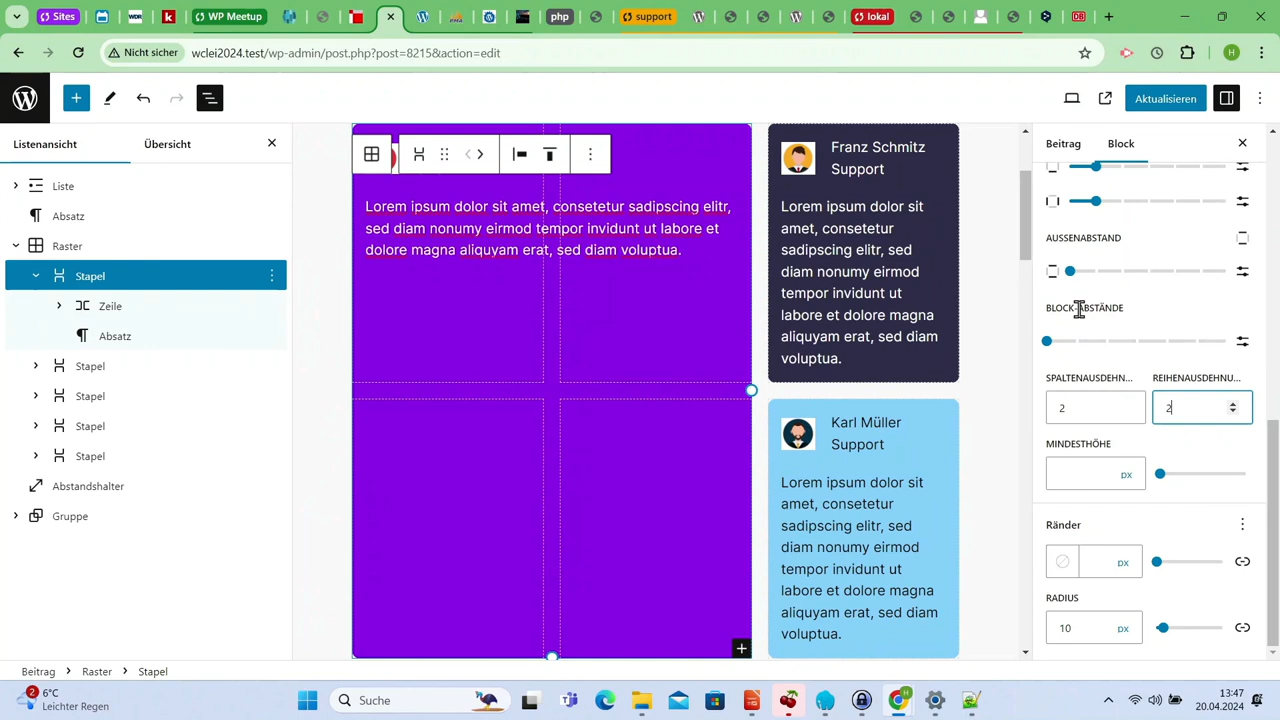 Sites
WP Meetup
php
support
lokal
Nicht sicher
wclei2024.test/wp-admin/post.php?post=8215&action=edit
H
Aktualisieren
Listenansicht
Übersicht
Liste
Absatz
Raster
Stapel
Zeile
Absatz
Stapel
Stapel
Stapel
Stapel
Abstandshalter
Gruppe
Lorem ipsum dolor sit amet, consetetur sadipscing elitr,
sed diam nonumy eirmod tempor invidunt ut labore et
dolore magna aliquyam erat, sed diam voluptua.
Franz Schmitz
Support
Lorem ipsum dolor sit
amet, consetetur
sadipscing elitr, sed
diam nonumy eirmod
tempor invidunt ut
labore et dolore magna
aliquyam erat, sed diam
voluptua.
Karl Müller
Support
Lorem ipsum dolor sit
amet, consetetur
sadipscing elitr, sed
diam nonumy eirmod
tempor invidunt ut
labore et dolore magna
aliquyam erat, sed diam
voluptua.
Beitrag
Block
AUSSENABSTAND
BLOCK-ABSTÄNDE
SPALTENAUSDEHN...
REIHENAUSDEHNU...
2
2
MINDESTHÖHE
px
Ränder
px
RADIUS
10 px
Beitrag
Raster
Stapel
2
6°C
Leichter Regen
Suche
13:47
20.04.2024